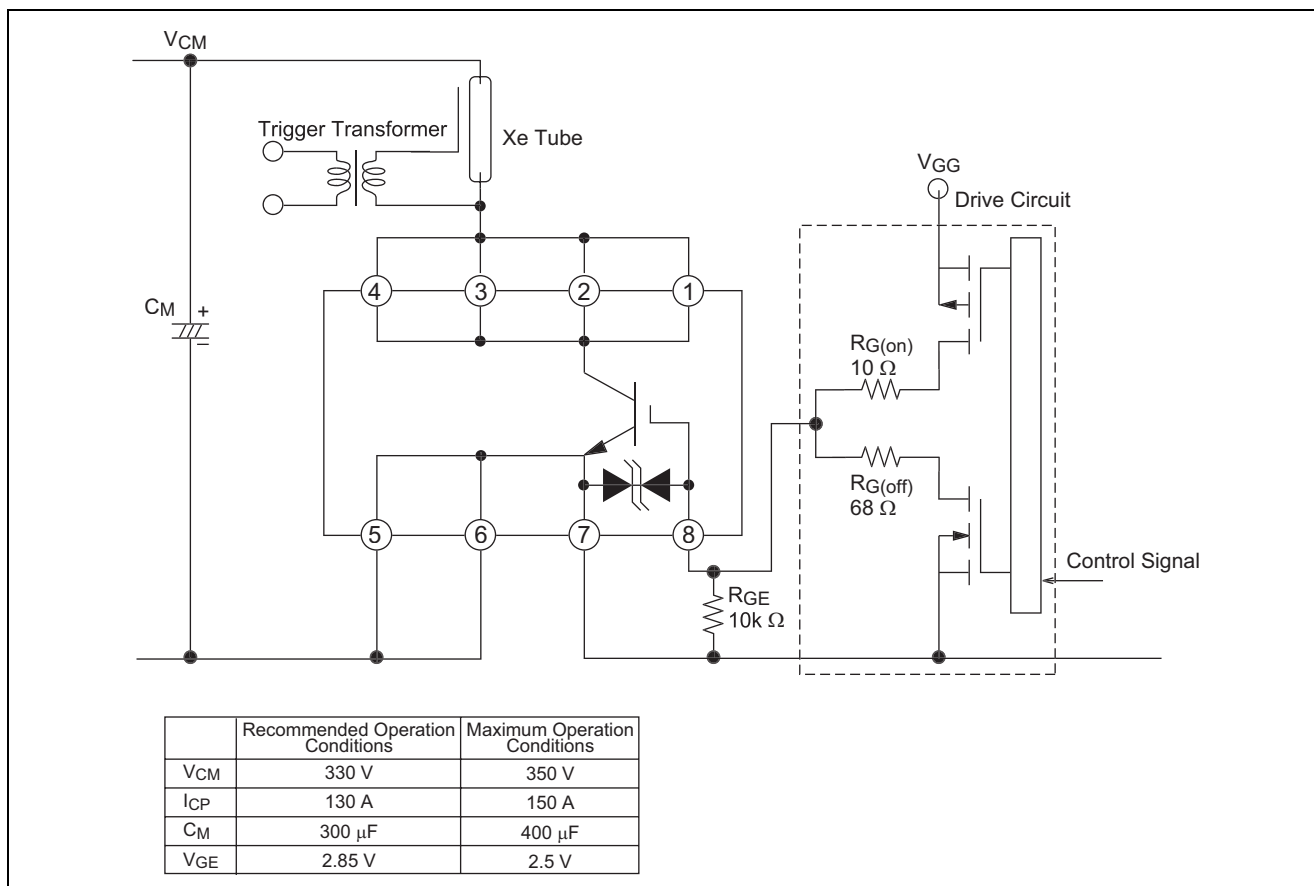 VCM
Trigger Transformer
Xe Tube
VGG
Drive Circuit
4
3
2
1
CM
+
−
RG(on)
10 Ω
RG(off)
68 Ω
5
6
7
8
Control Signal
RGE
10k Ω
Recommended Operation Conditions
Maximum Operation Conditions
VCM 330 V 350 V
ICP 130 A 150 A
CM 300 μF 400 μF
VGE 2.85 V 2.5 V